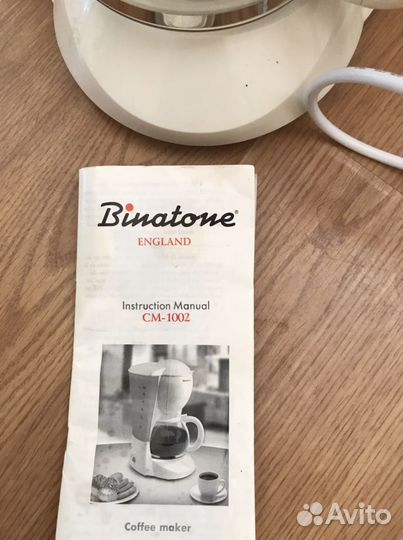 Binatone®
ENGLAND
Instruction Manual
CM-1002
Coffee maker
Avito